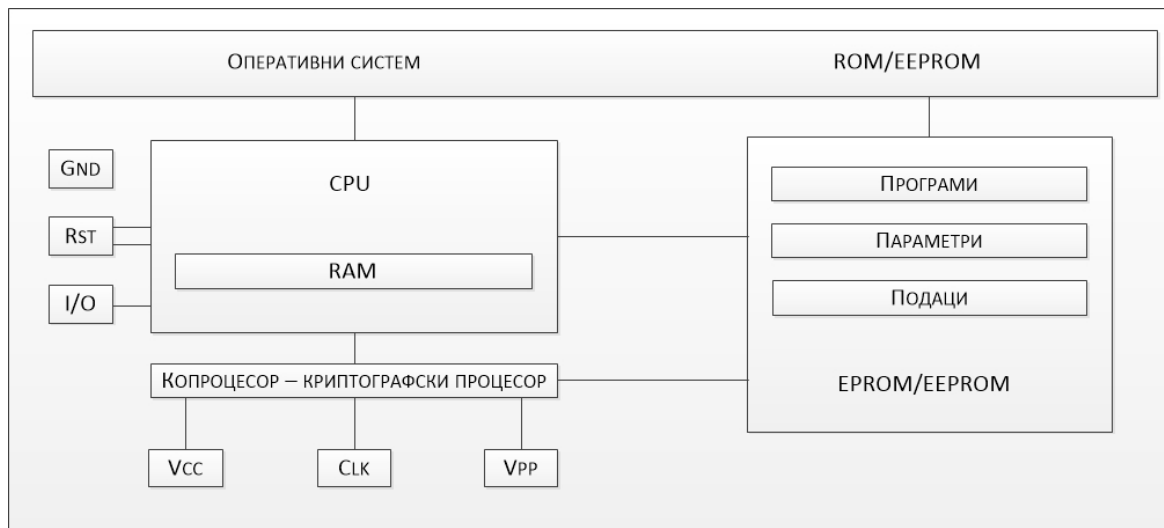 Оперативни систем
ROM/EEPROM
Gnd
CPU
Програми
Rst
Параметри
RAM
I/O
Подаци
Копроцесор – криптографски процесор
EPROM/EEPROM
Vcc
Clk
Vpp